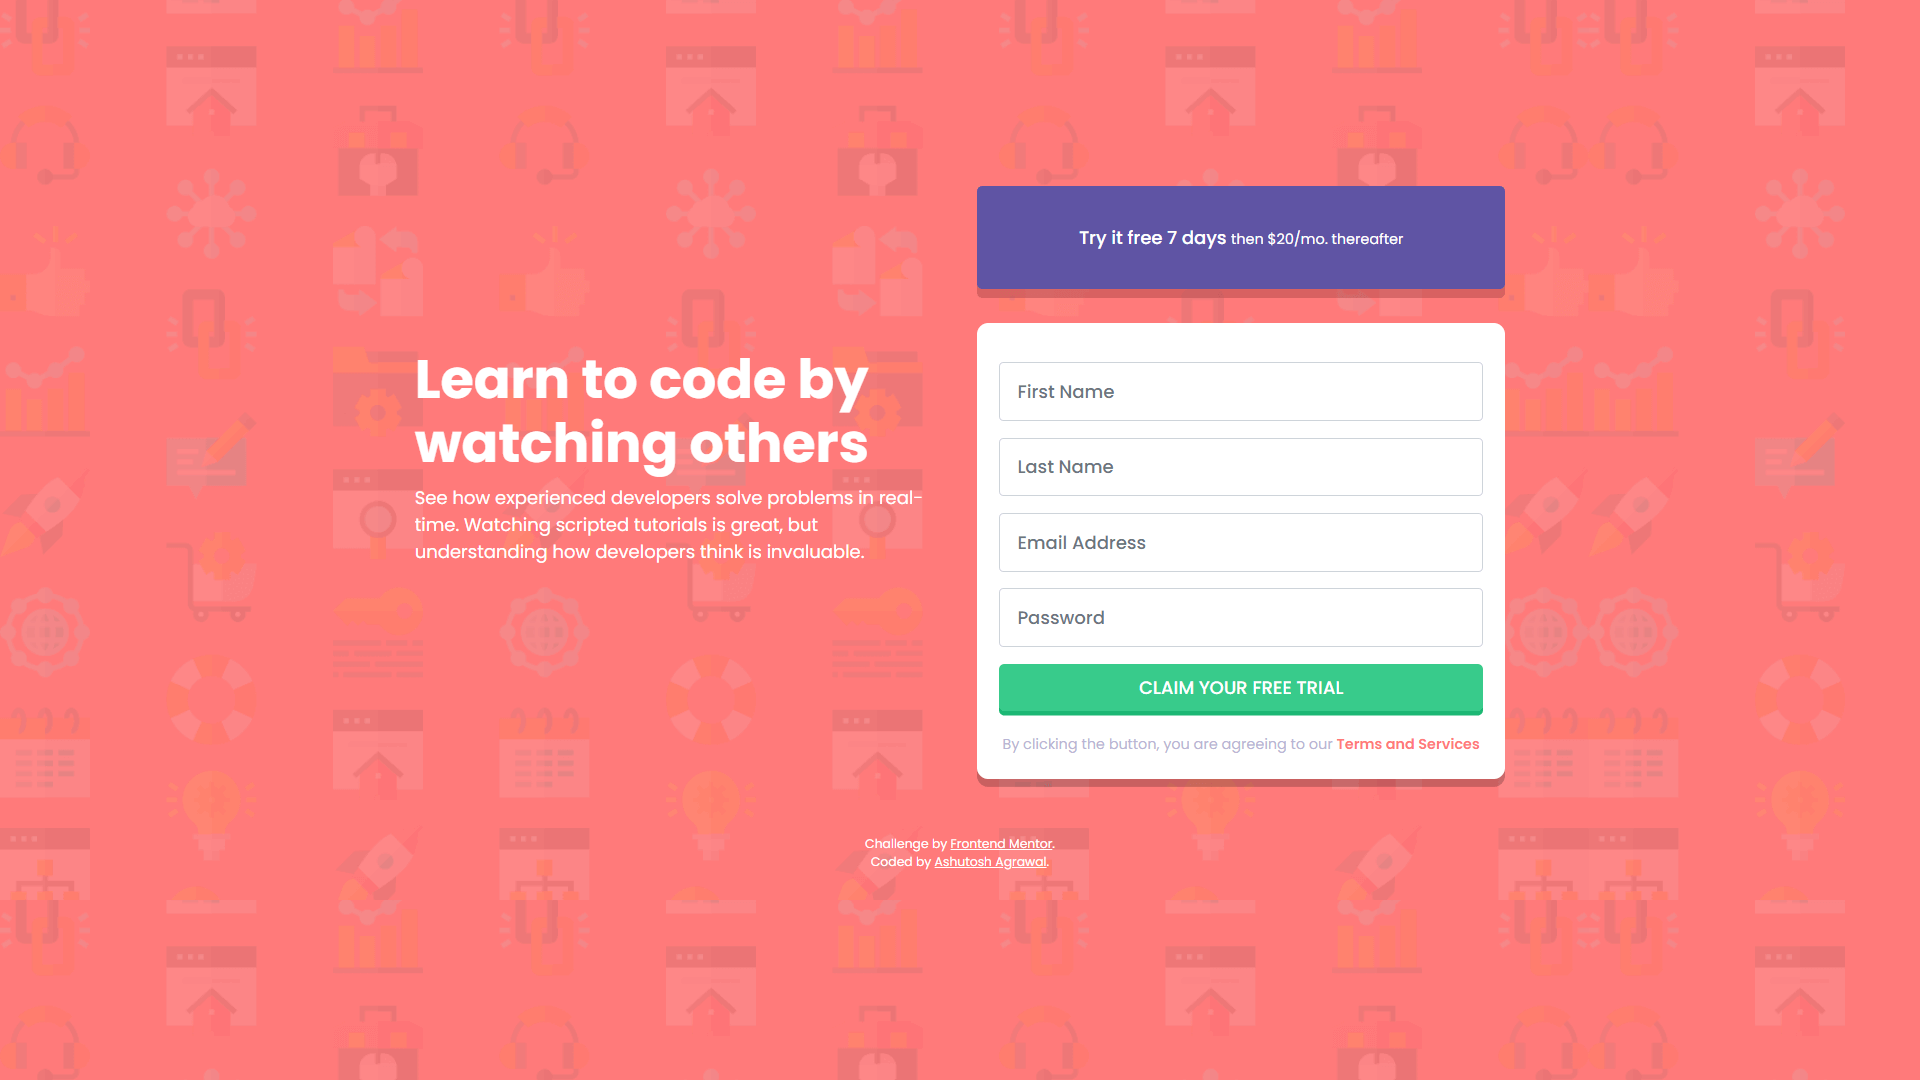 Learn to code by
watching others
See how experienced developers solve problems in real-
time. Watching scripted tutorials is great, but
understanding how developers think is invaluable.
Try it free 7 days then $20/mo. thereafter
First Name
Last Name
Email Address
Password
CLAIM YOUR FREE TRIAL
By clicking the button, you are agreeing to our Terms and Services
Challenge by Frontend Mentor.
Coded by Ashutosh Agrawal.